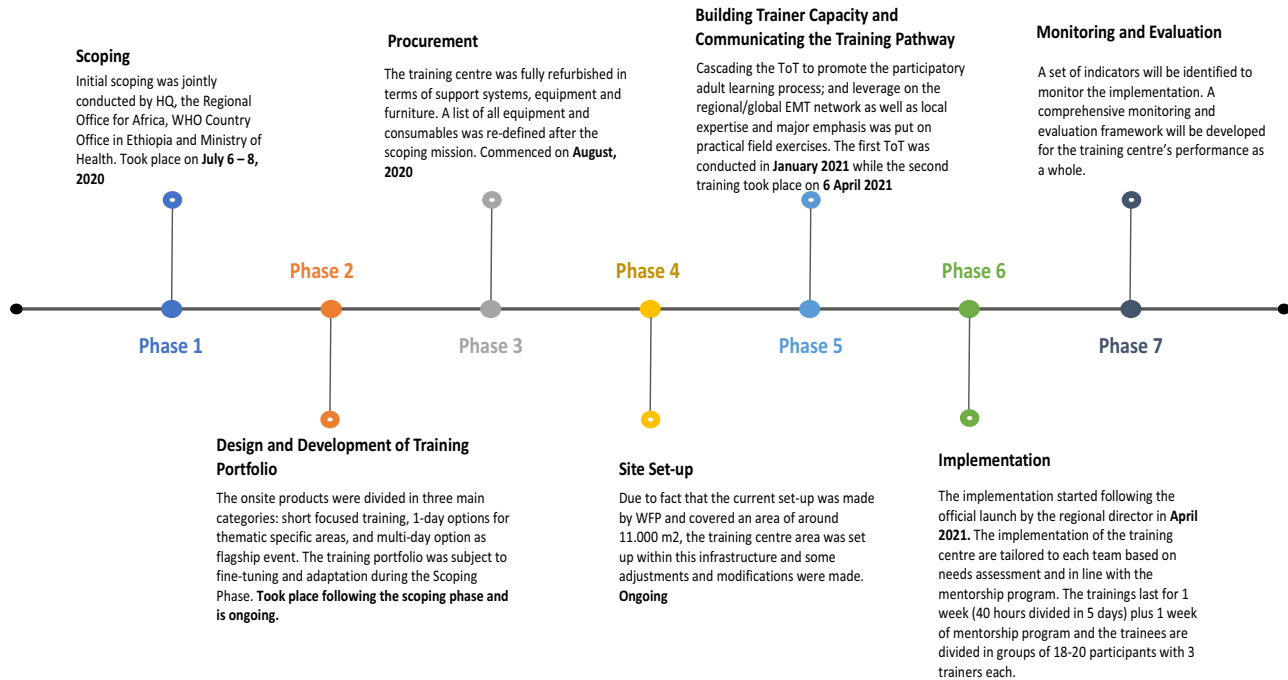 Scoping
Initial scoping was jointly
conducted by HQ, the Regional
Office for Africa, WHO Country
Office in Ethiopia and Ministry of
Health. Took place on July 6 – 8,
2020
Procurement
The training centre was fully refurbished in
terms of support systems, equipment and
furniture. A list of all equipment and
consumables was re-defined after the
scoping mission. Commenced on August,
2020
Building Trainer Capacity and
Communicating the Training Pathway
Cascading the ToT to promote the participatory
adult learning process; and leverage on the
regional/global EMT network as well as local
expertise and major emphasis was put on
practical field exercises. The first ToT was
conducted in January 2021 while the second
training took place on 6 April 2021
Monitoring and Evaluation
A set of indicators will be identified to
monitor the implementation. A
comprehensive monitoring and
evaluation framework will be developed
for the training centre's performance as
a whole.
Phase 2
Phase 4
Phase 6
Phase 1
Phase 3
Phase 5
Phase 7
Design and Development of Training
Portfolio
The onsite products were divided in three main
categories: short focused training, 1-day options for
thematic specific areas, and multi-day option as
flagship event. The training portfolio was subject to
fine-tuning and adaptation during the Scoping
Phase. Took place following the scoping phase and
is ongoing.
Site Set-up
Due to fact that the current set-up was made
by WFP and covered an area of around
11.000 m2, the training centre area was set
up within this infrastructure and some
adjustments and modifications were made.
Ongoing
Implementation
The implementation started following the
official launch by the regional director in April
2021. The implementation of the training
centre are tailored to each team based on
needs assessment and in line with the
mentorship program. The trainings last for 1
week (40 hours divided in 5 days) plus 1 week
of mentorship program and the trainees are
divided in groups of 18-20 participants with 3
trainers each.